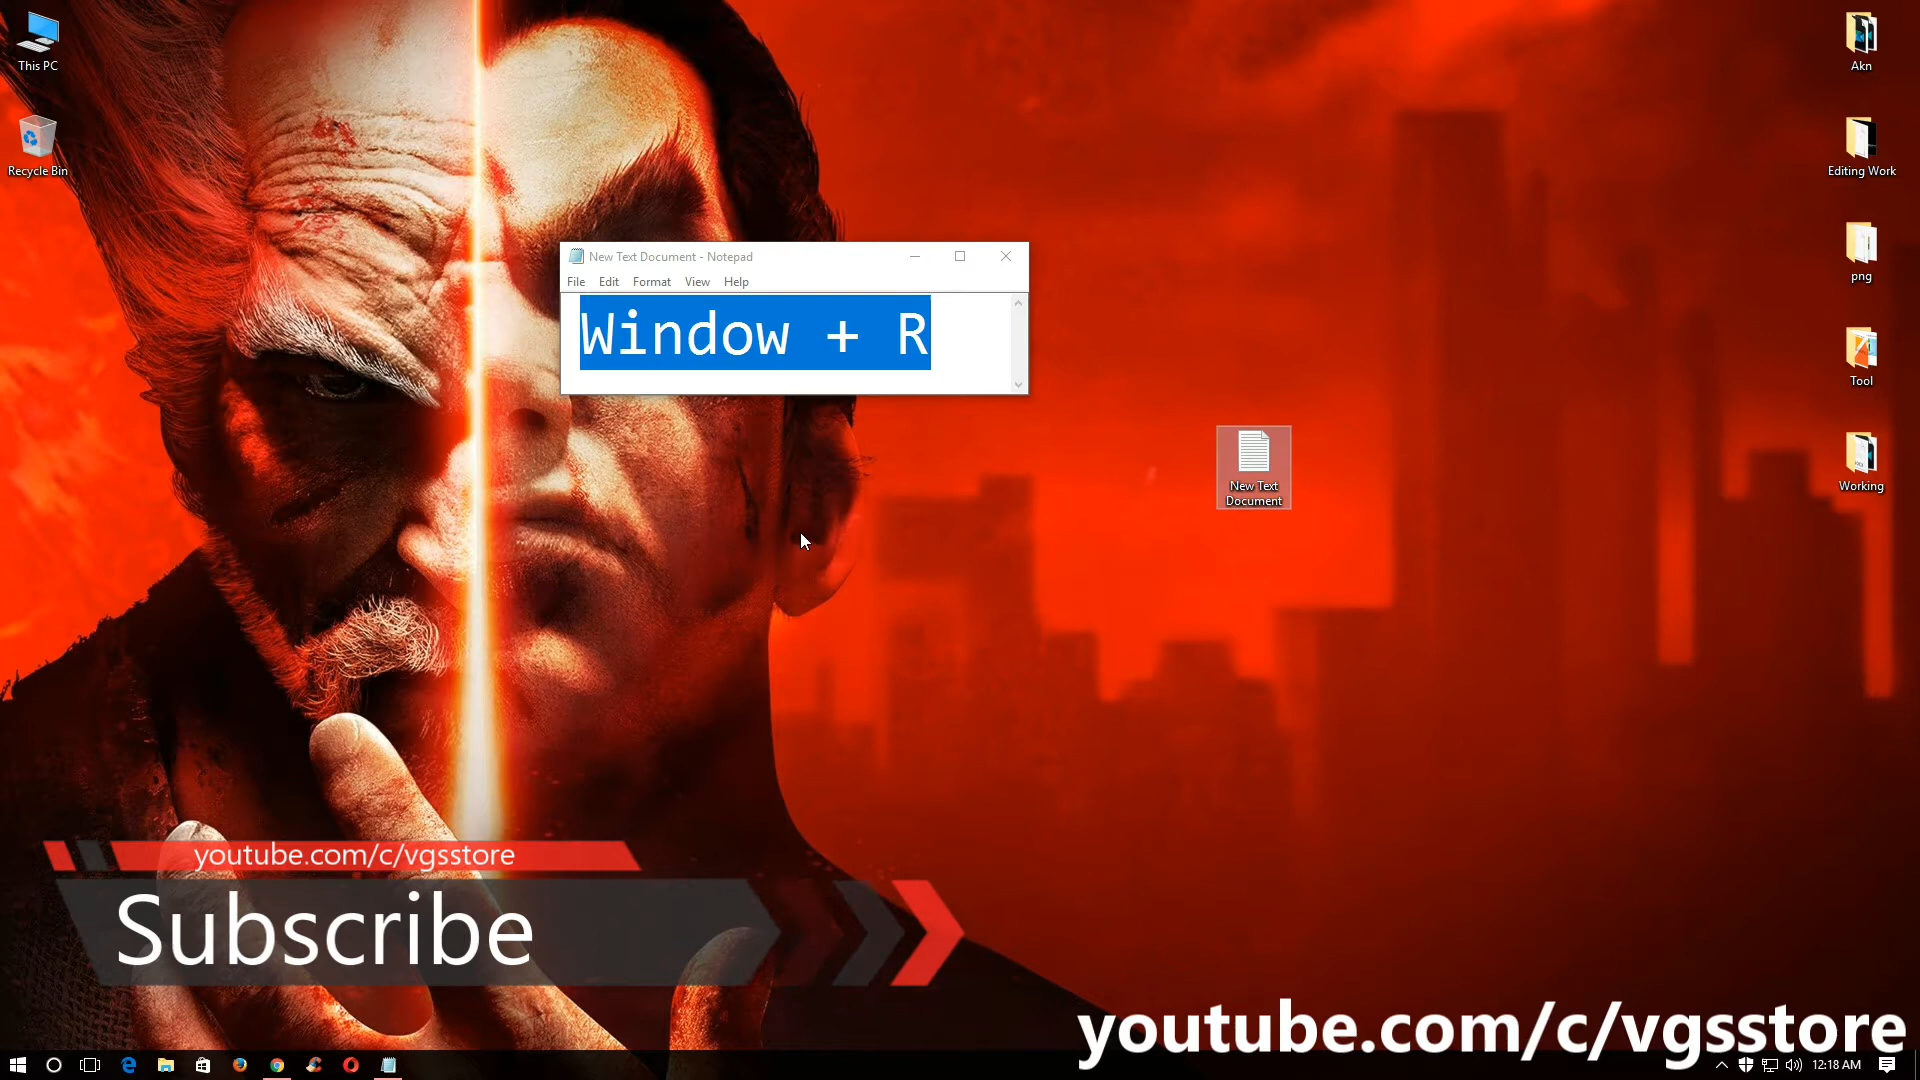 This PC
Recycle Bin
Akn
Editing Work
png
Tool
Working
New Text Document - Notepad
File Edit Format View Help
Window + R
New Text
Document
youtube.com/c/vgsstore
Subscribe
youtube.com/c/vgsstore
12:18 AM